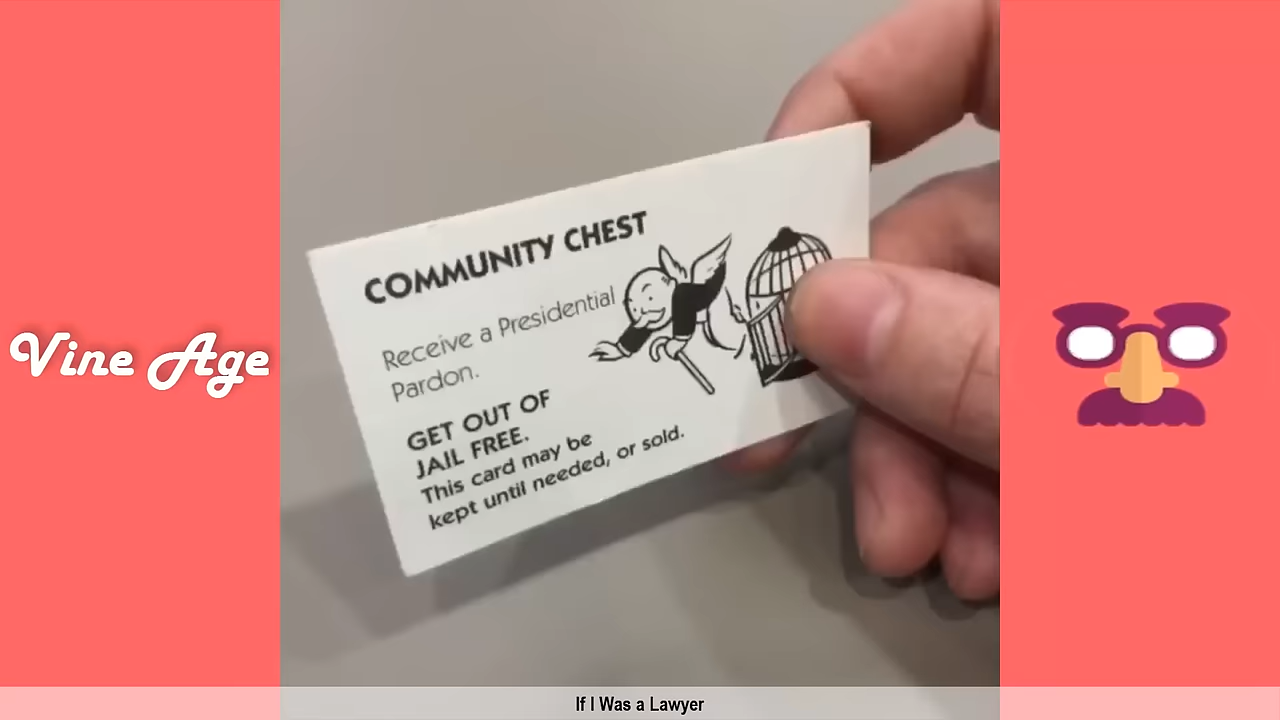 Vine Age
COMMUNITY CHEST
Receive a Presidential
Pardon.
GET OUT OF
JAIL FREE.
This card may be
kept until needed, or sold.
If I Was a Lawyer